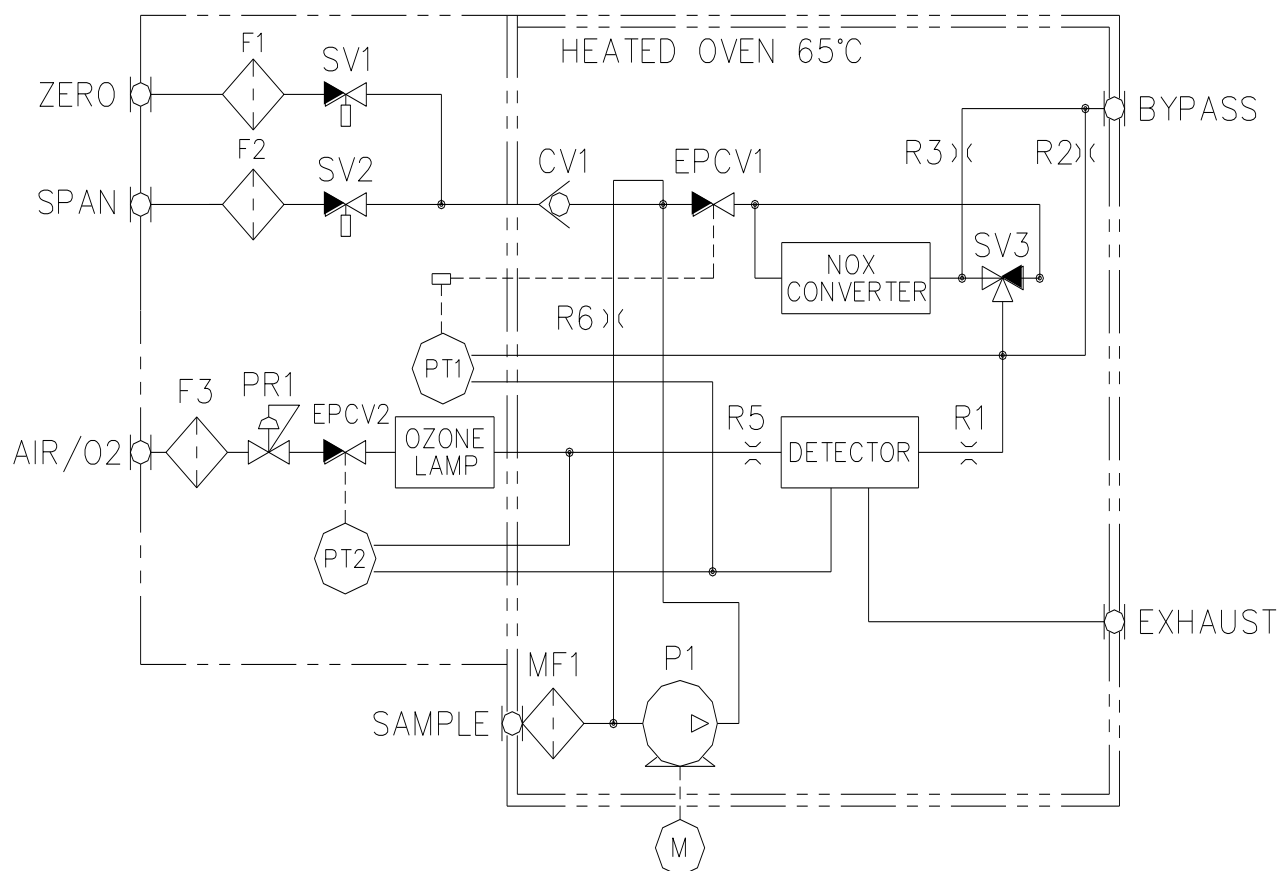 HEATED OVEN 65°C
F1
SV1
ZERO
BYPASS
F2
SV2
CV1
EPCV1
R3
R2
SPAN
SV3
NOX
CONVERTER
R6
PT1
F3
PR1
EPCV2
R5
R1
AIR/O2
OZONE
LAMP
DETECTOR
PT2
EXHAUST
MF1
P1
SAMPLE
M